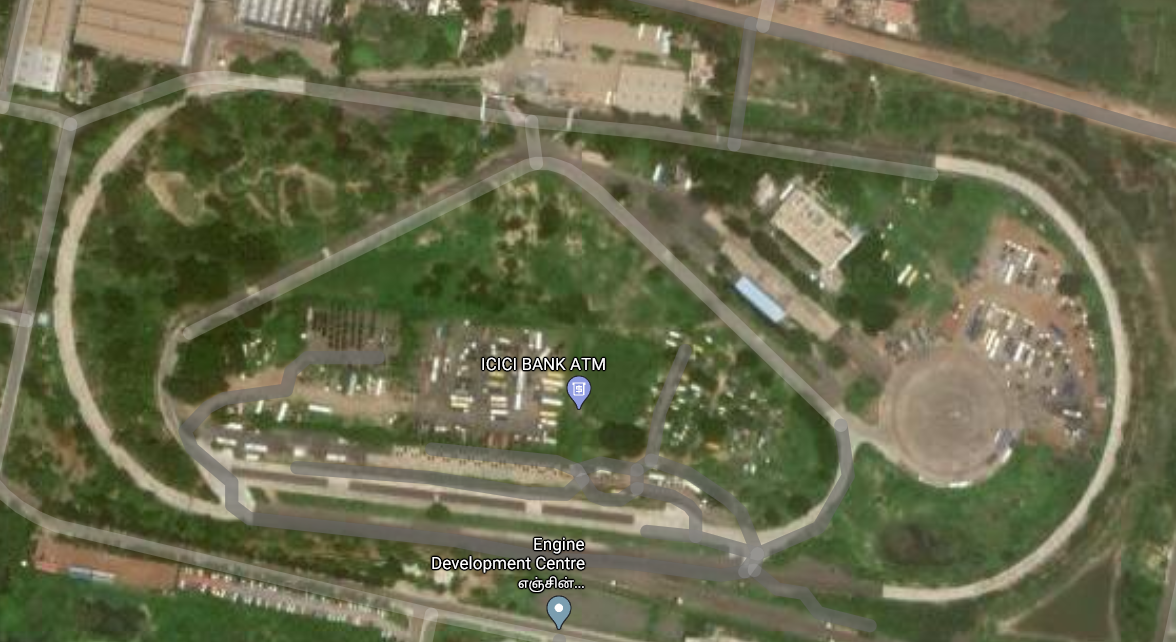 ICICI BANK ATM
Engine
Development Centre
எஞ்சின்...